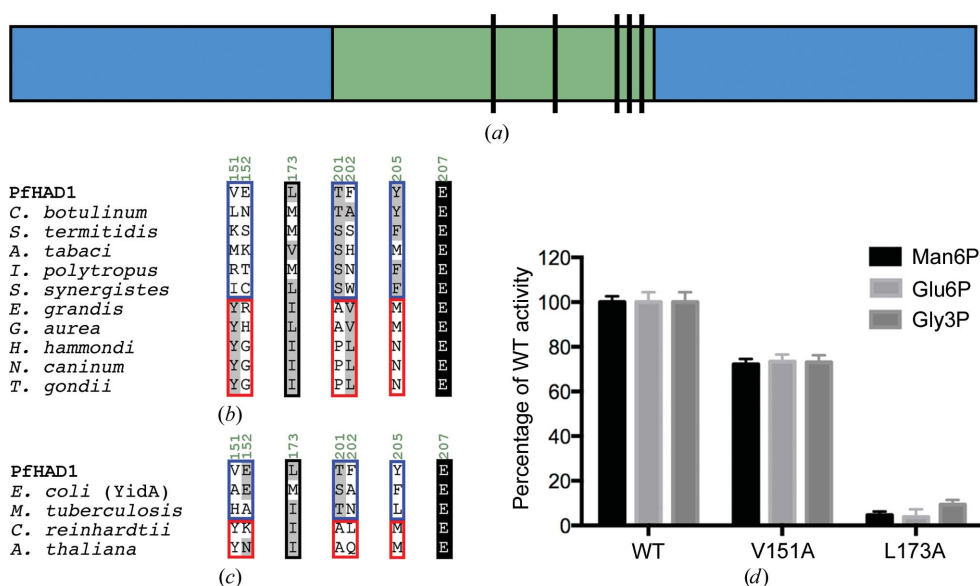 (a)
151 152 173 201 202 205 207
PfHAD1 VE L TF Y E
C. botulinum LN M TA Y E
S. termitidis KS M SS F E
A. tabaci MK V SH M E
I. polytropus RT M SN F E
S. synergistes IC L SW F E
E. grandis YR I AV M E
G. aurea YH L AV M E
H. hammondi YG I PL N E
N. caninum YG I PL N E
T. gondii YG I PL N E
(b)
151 152 173 201 202 205 207
PfHAD1 VE L TF Y E
E. coli (YidA) AE M SA F E
M. tuberculosis HA I TN L E
C. reinhardtii YK I AL M E
A. thaliana YN I AQ M E
(c)
Percentage of WT activity
120
100
80
60
40
20
0
Man6P
Glu6P
Gly3P
WT V151A L173A
(d)